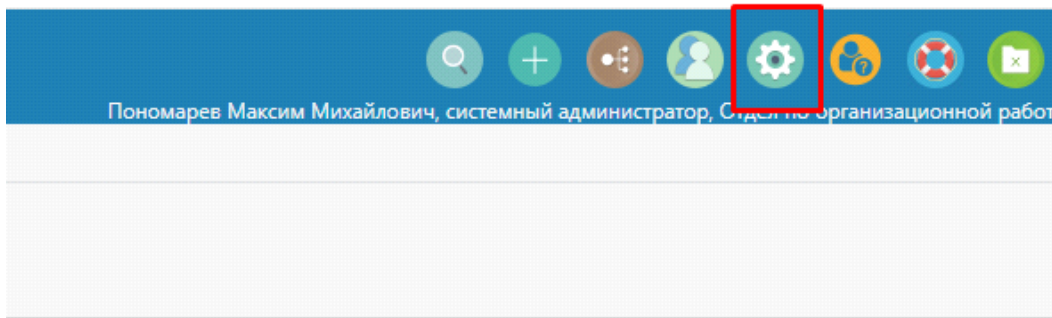 Пономарев Максим Михайлович, системный администратор, Отдел по организационной работ